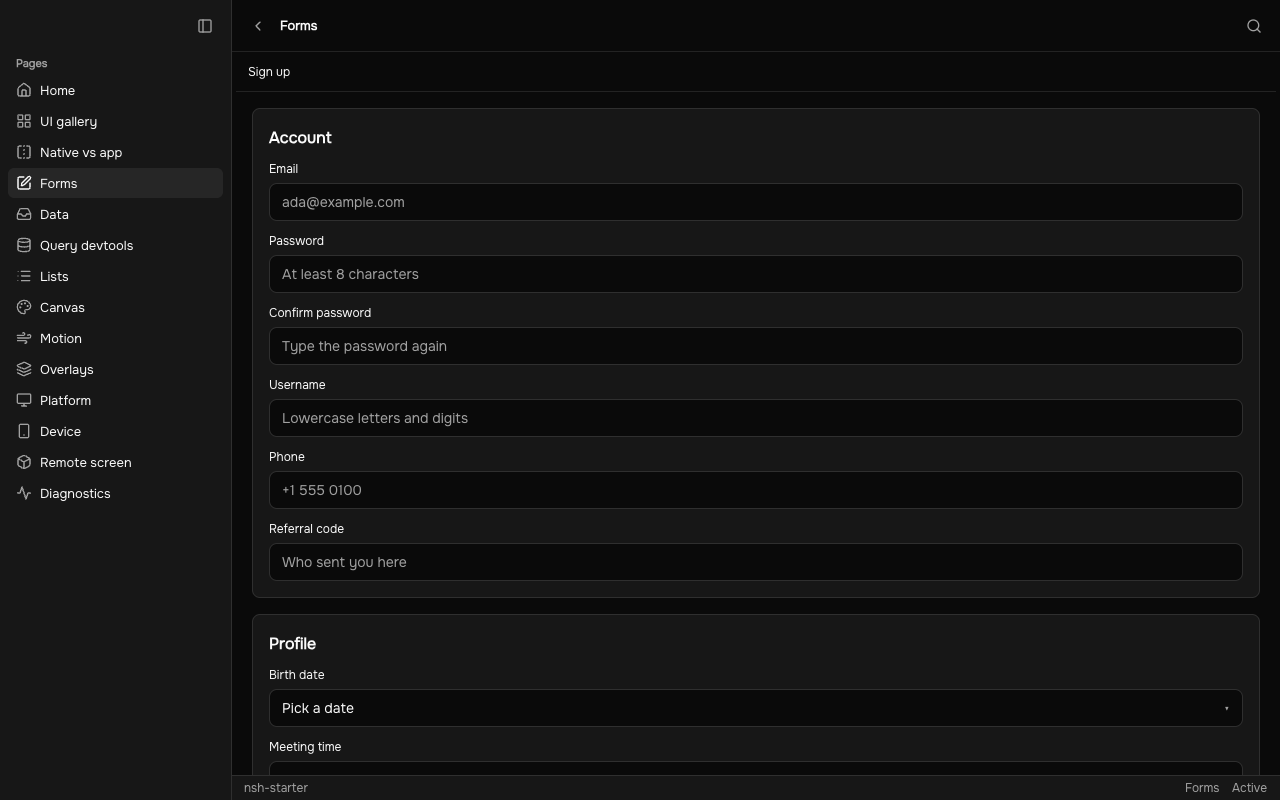 Pages
Home
UI gallery
Native vs app
Forms
Data
Query devtools
Lists
Canvas
Motion
Overlays
Platform
Device
Remote screen
Diagnostics
Forms
Sign up
Account
Email
ada@example.com
Password
At least 8 characters
Confirm password
Type the password again
Username
Lowercase letters and digits
Phone
+1 555 0100
Referral code
Who sent you here
Profile
Birth date
Pick a date
Meeting time
nsh-starter
Forms Active